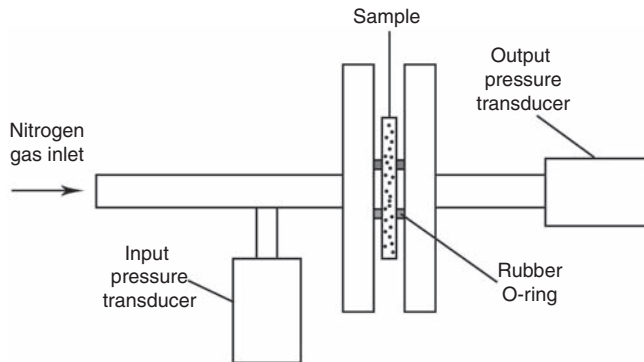 Sample
Output
pressure
transducer
Nitrogen
gas inlet
Input
pressure
transducer
Rubber
O-ring